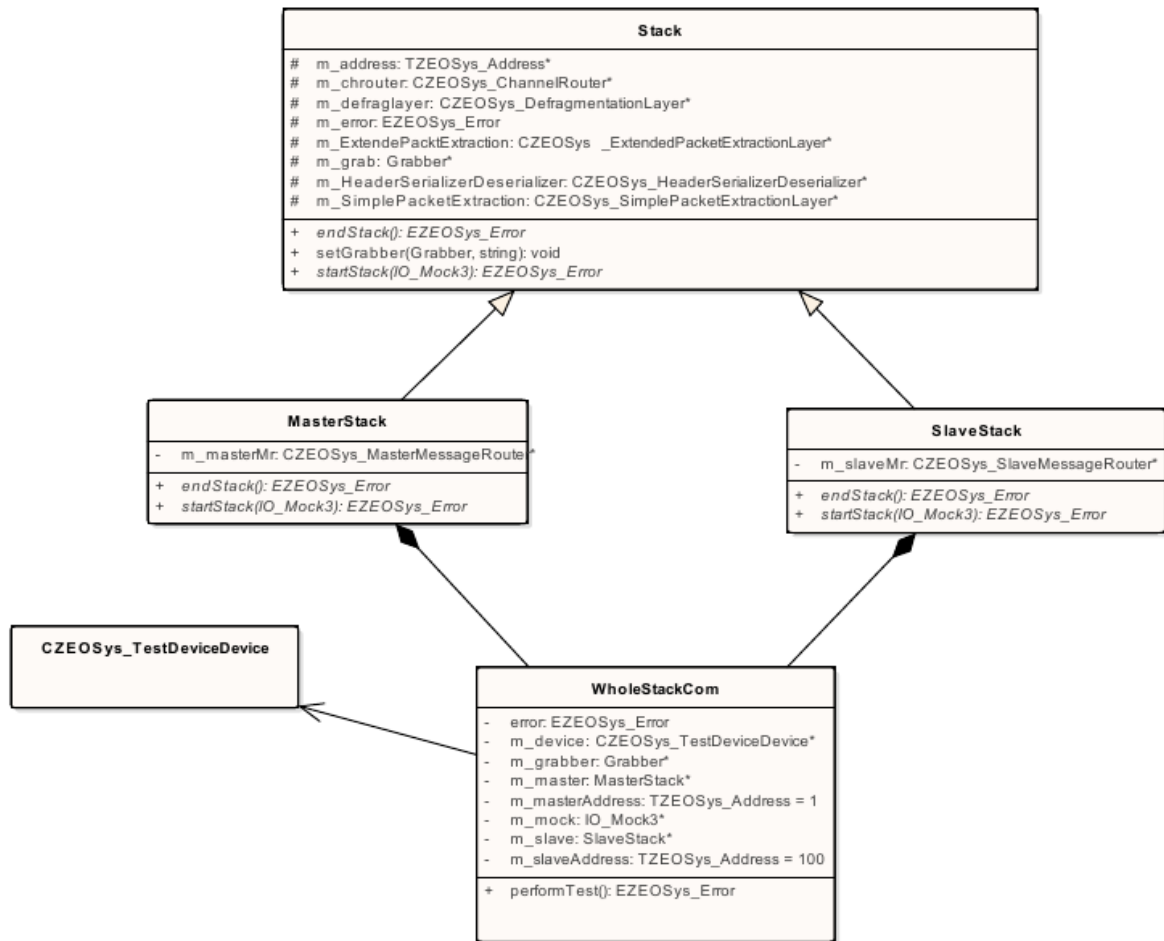 Stack
# m_address: TZEOSys_Address*
# m_chrouter: CZEOSys_ChannelRouter*
# m_defraglayer: CZEOSys_DefragmentationLayer*
# m_error: EZEOSys_Error
# m_ExtendePacktExtraction: CZEOSys _ExtendedPacketExtractionLayer*
# m_grab: Grabber*
# m_HeaderSerializerDeserializer: CZEOSys_HeaderSerializerDeserializer*
# m_SimplePacketExtraction: CZEOSys_SimplePacketExtractionLayer*
+ endStack(): EZEOSys_Error
+ setGrabber(Grabber, string): void
+ startStack(IO_Mock3): EZEOSys_Error
MasterStack
- m_masterMr: CZEOSys_MasterMessageRouter*
+ endStack(): EZEOSys_Error
+ startStack(IO_Mock3): EZEOSys_Error
SlaveStack
- m_slaveMr: CZEOSys_SlaveMessageRouter*
+ endStack(): EZEOSys_Error
+ startStack(IO_Mock3): EZEOSys_Error
CZEOSys_TestDeviceDevice
WholeStackCom
- error: EZEOSys_Error
- m_device: CZEOSys_TestDeviceDevice*
- m_grabber: Grabber*
- m_master: MasterStack*
- m_masterAddress: TZEOSys_Address = 1
- m_mock: IO_Mock3*
- m_slave: SlaveStack*
- m_slaveAddress: TZEOSys_Address = 100
+ performTest(): EZEOSys_Error